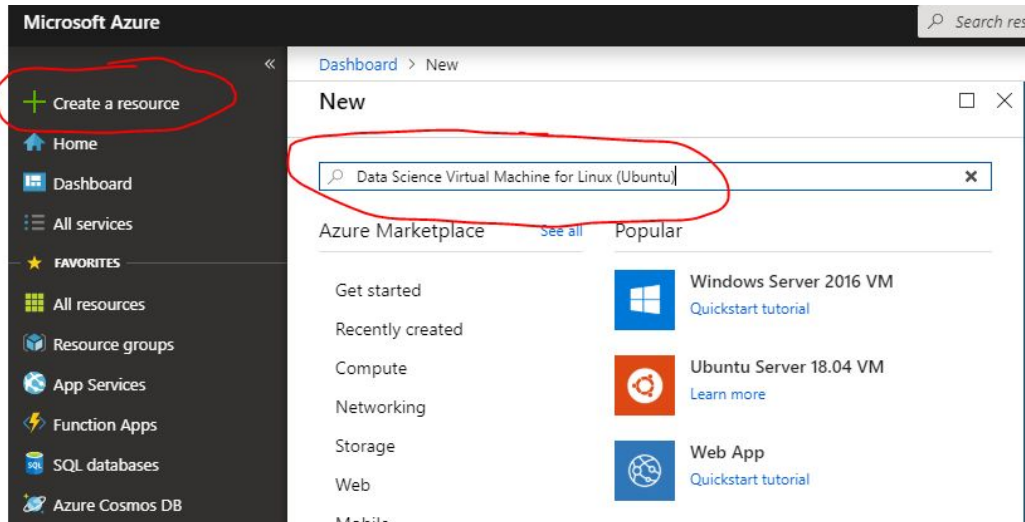 Microsoft Azure
Search res
«
Create a resource
Home
Dashboard
All services
FAVORITES
All resources
Resource groups
App Services
Function Apps
SQL databases
Azure Cosmos DB
Dashboard > New
New
Data Science Virtual Machine for Linux (Ubuntu)
Azure Marketplace See all
Get started
Recently created
Compute
Networking
Storage
Web
Mobile
Popular
Windows Server 2016 VM
Quickstart tutorial
Ubuntu Server 18.04 VM
Learn more
Web App
Quickstart tutorial